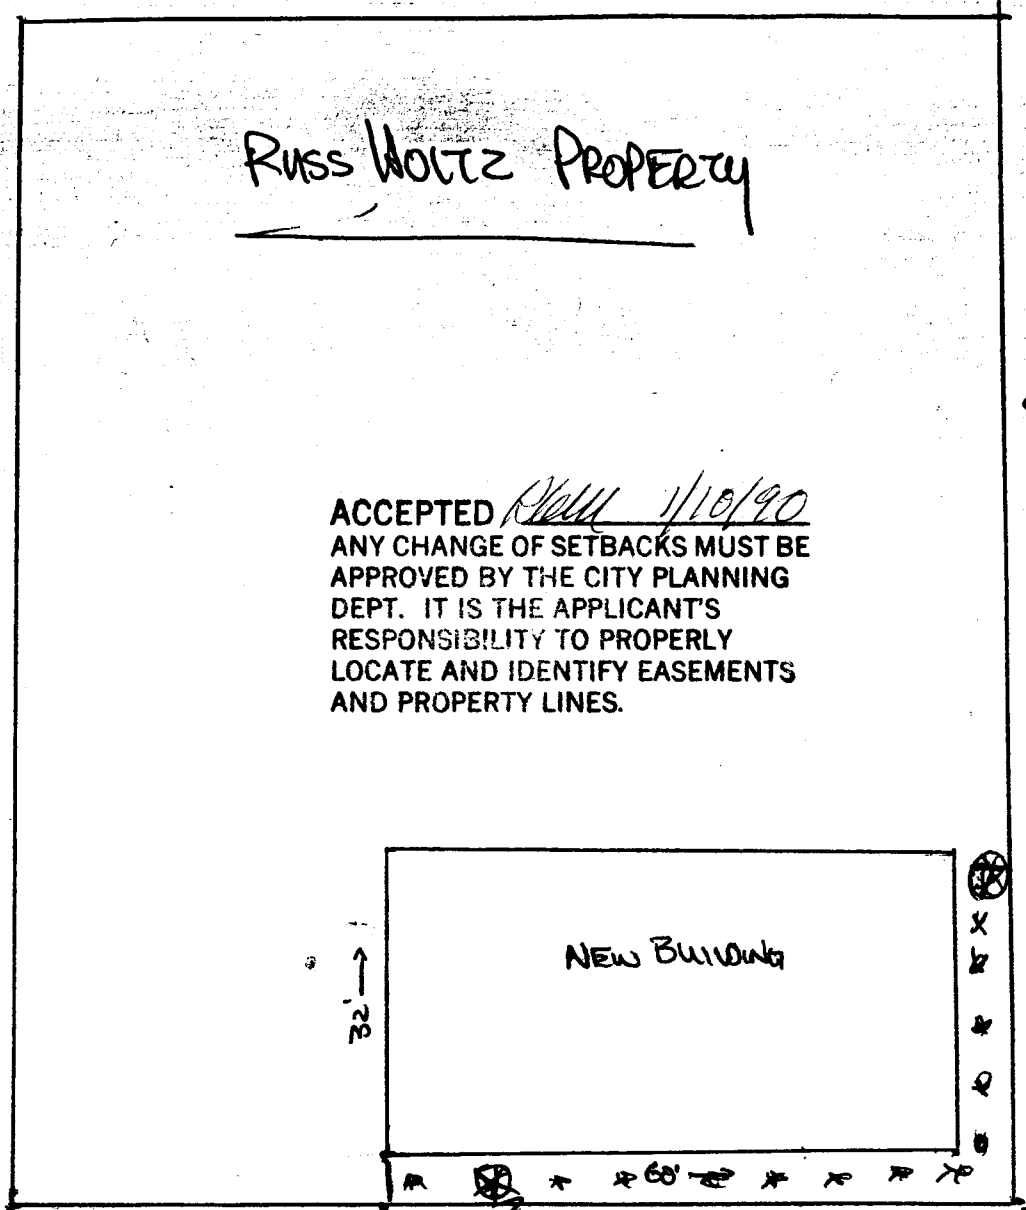 RUSS WOLTZ PROPERTY
ACCEPTED 1/10/90
ANY CHANGE OF SETBACKS MUST BE
APPROVED BY THE CITY PLANNING
DEPT. IT IS THE APPLICANT'S
RESPONSIBILITY TO PROPERLY
LOCATE AND IDENTIFY EASEMENTS
AND PROPERTY LINES.
NEW BUILDING
32'
60'